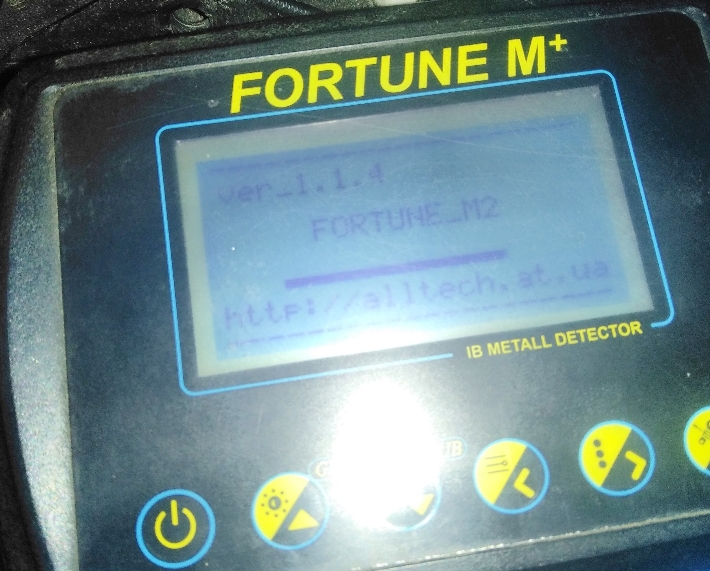 FORTUNE M+
ver_1.1.4
FORTUNE_M2
http://alltech.at.ua
IB METALL DETECTOR